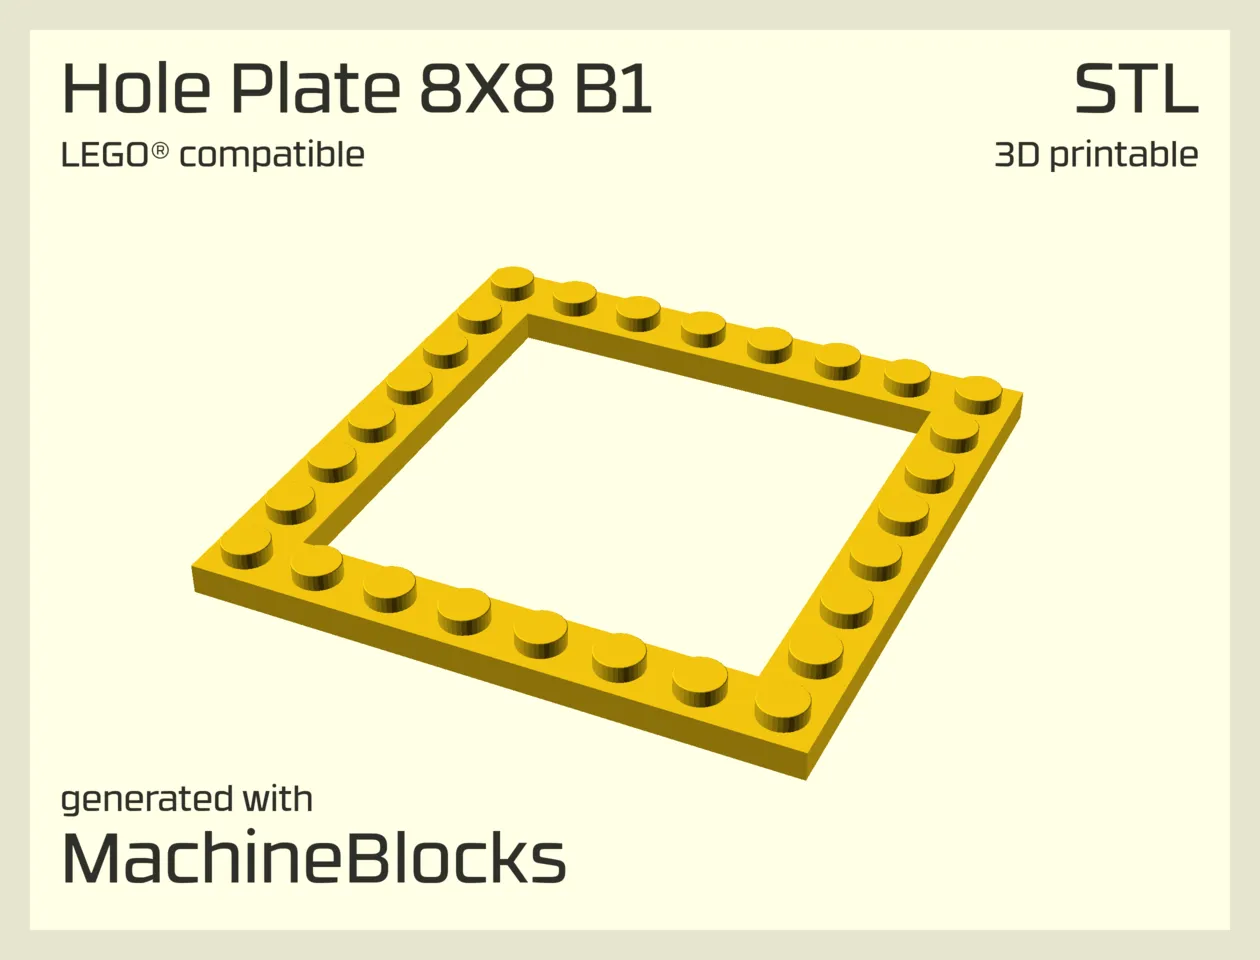 Hole Plate 8X8 B1
LEGO® compatible
STL
3D printable
generated with
MachineBlocks